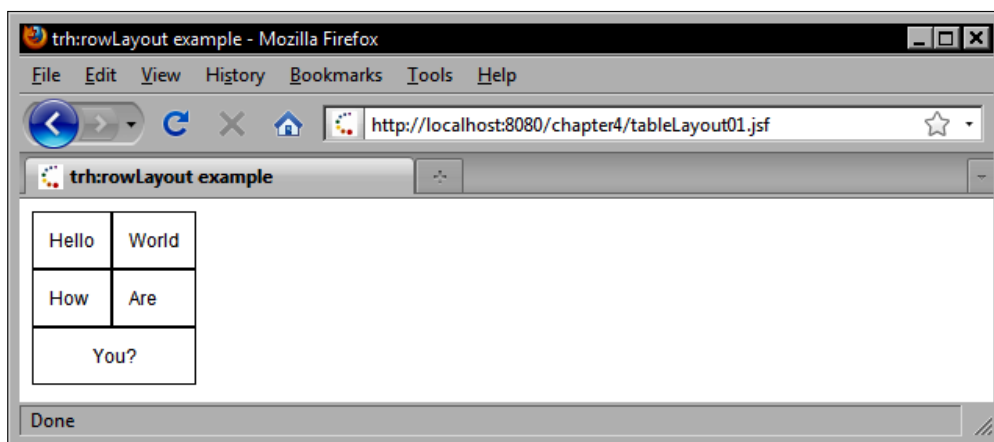 trh:rowLayout example - Mozilla Firefox
File Edit View History Bookmarks Tools Help
http://localhost:8080/chapter4/tableLayout01.jsf
trh:rowLayout example
Hello World
How Are
You?
Done